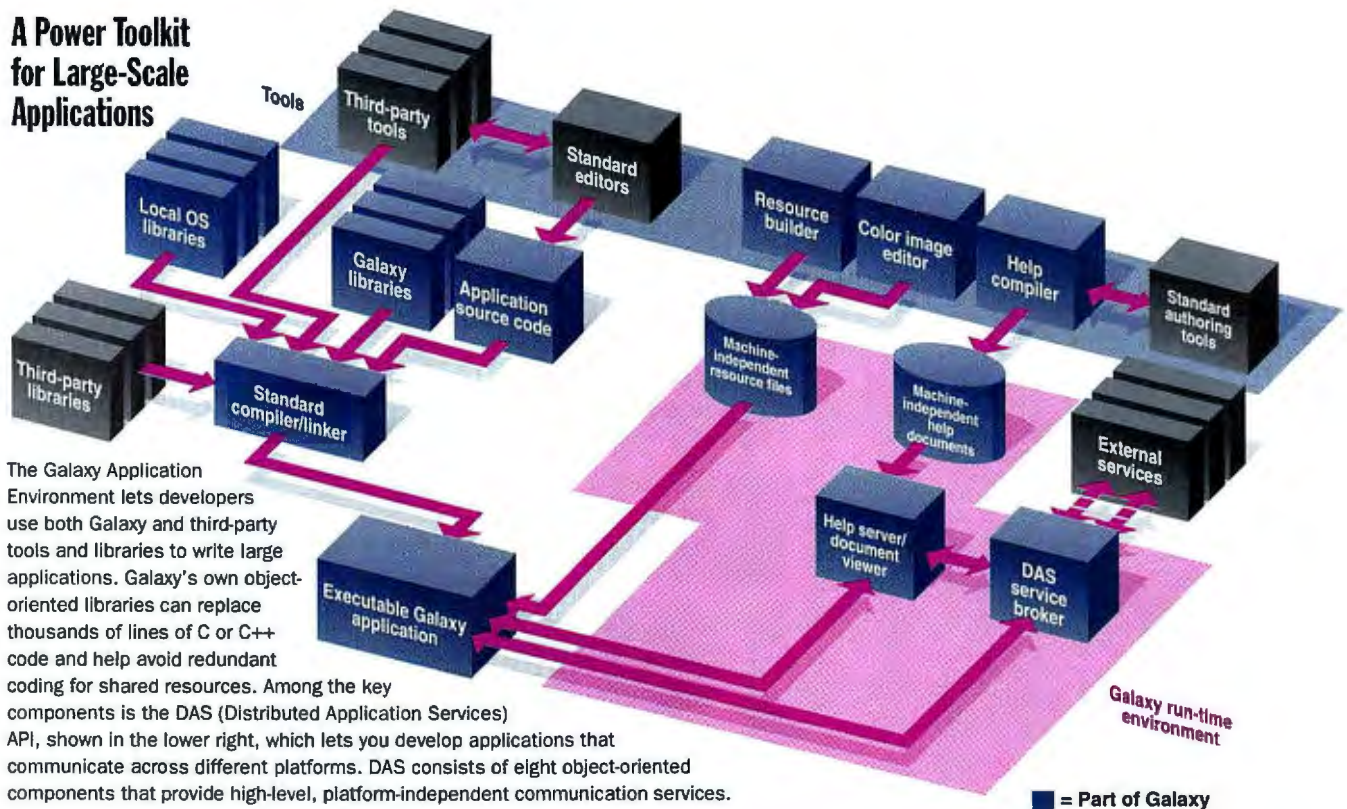 A Power Toolkit
for Large-Scale
Applications
Tools
Third-party
tools
Standard
editors
Local OS
libraries
Galaxy
libraries
Application
source code
Resource
builder
Color image
editor
Help
compiler
Standard
authoring
tools
Third-party
libraries
Standard
compiler/linker
Machine-
independent
resource files
Machine-
independent
help
documents
External
services
Help server/
document
viewer
DAS
service
broker
Executable Galaxy
application
Galaxy run-time
environment
The Galaxy Application
Environment lets developers
use both Galaxy and third-party
tools and libraries to write large
applications. Galaxy's own object-
oriented libraries can replace
thousands of lines of C or C++
code and help avoid redundant
coding for shared resources. Among the key
components is the DAS (Distributed Application Services)
API, shown in the lower right, which lets you develop applications that
communicate across different platforms. DAS consists of eight object-oriented
components that provide high-level, platform-independent communication services.
= Part of Galaxy